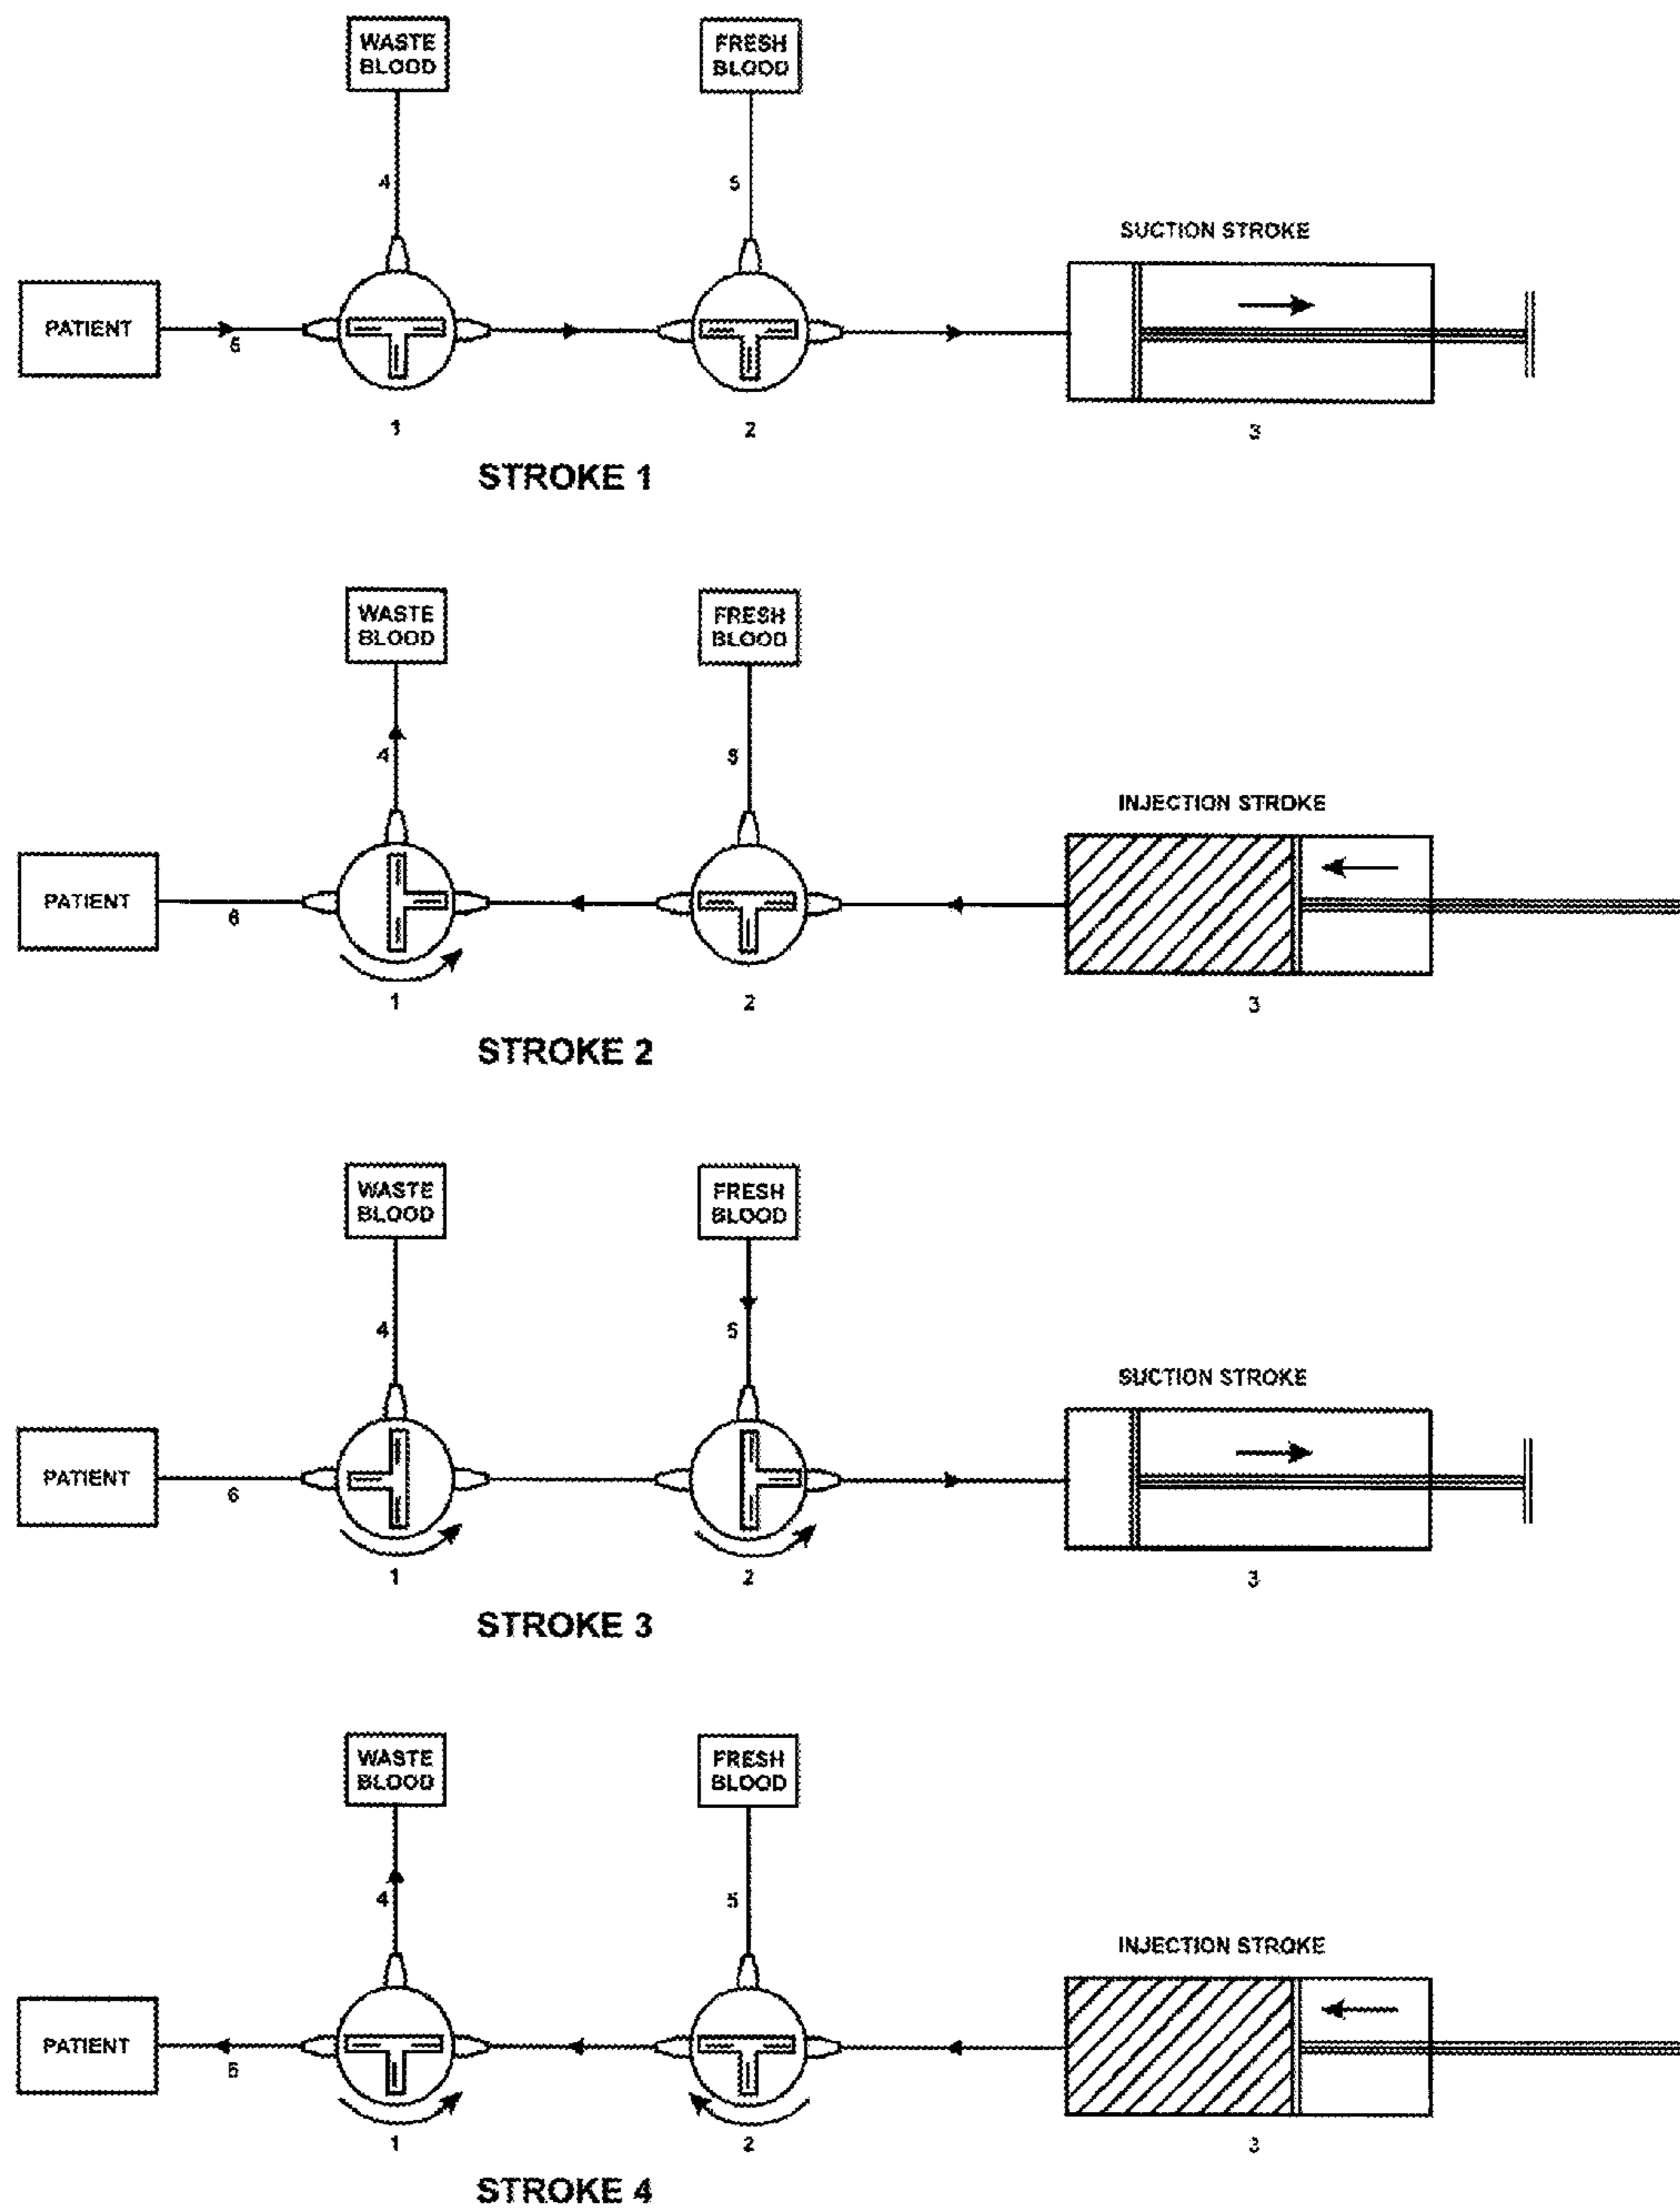 WASTE
BLOOD
FRESH
BLOOD
4
5
SUCTION STROKE
PATIENT
6
1
2
3
STROKE 1
WASTE
BLOOD
FRESH
BLOOD
4
5
INJECTION STROKE
PATIENT
6
1
2
3
STROKE 2
WASTE
BLOOD
FRESH
BLOOD
4
5
SUCTION STROKE
PATIENT
6
1
2
3
STROKE 3
WASTE
BLOOD
FRESH
BLOOD
4
5
INJECTION STROKE
PATIENT
6
1
2
3
STROKE 4